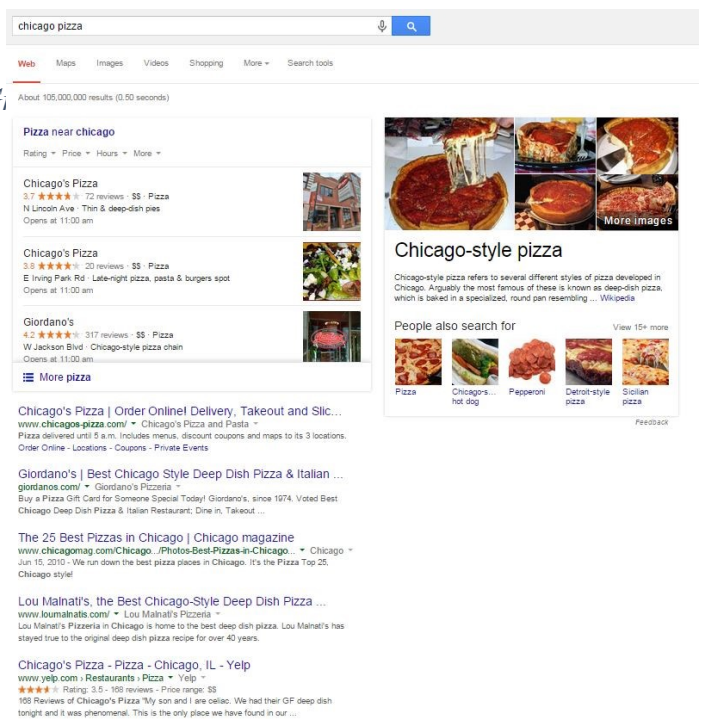 chicago pizza
Web Maps Images Videos Shopping More Search tools
About 105,000,000 results (0.50 seconds)
Pizza near chicago
Rating Price Hours More
Chicago's Pizza
3.7 72 reviews · $$ · Pizza
N Lincoln Ave · Thin & deep-dish pies
Opens at 11:00 am
Chicago's Pizza
3.8 20 reviews · $$ · Pizza
E Irving Park Rd · Late-night pizza, pasta & burgers spot
Opens at 11:00 am
Giordano's
4.2 317 reviews · $$ · Pizza
W Jackson Blvd · Chicago-style pizza chain
Opens at 11:00 am
More pizza
Chicago's Pizza | Order Online! Delivery, Takeout and Slic...
www.chicagos-pizza.com/ Chicago's Pizza and Pasta
Pizza delivered until 5 a.m. Includes menus, discount coupons and maps to its 3 locations.
Order Online - Locations - Coupons - Private Events
Giordano's | Best Chicago Style Deep Dish Pizza & Italian ...
giordanos.com/ Giordano's Pizzeria
Buy a Pizza Gift Card for Someone Special Today! Giordano's, since 1974. Voted Best
Chicago Deep Dish Pizza & Italian Restaurant; Dine in, Takeout ...
The 25 Best Pizzas in Chicago | Chicago magazine
www.chicagomag.com/Chicago.../Photos-Best-Pizzas-in-Chicago... Chicago
Jun 15, 2010 - We run down the best pizza places in Chicago. It's the Pizza Top 25,
Chicago style!
Lou Malnati's, the Best Chicago-Style Deep Dish Pizza ...
www.loumalnatis.com/ Lou Malnati's Pizzeria
Lou Malnati's Pizzeria in Chicago is home to the best deep dish pizza. Lou Malnati's has
stayed true to the original deep dish pizza recipe for over 40 years.
Chicago's Pizza - Pizza - Chicago, IL - Yelp
www.yelp.com › Restaurants › Pizza Yelp
Rating: 3.5 - 168 reviews - Price range: $$
168 Reviews of Chicago's Pizza "My son and I are celiac. We had their GF deep dish
tonight and it was phenomenal. This is the only place we have found in our ...
More images
Chicago-style pizza
Chicago-style pizza refers to several different styles of pizza developed in
Chicago. Arguably the most famous of these is known as deep-dish pizza,
which is baked in a specialized, round pan resembling ... Wikipedia
People also search for View 15+ more
Pizza Chicago-s... Pepperoni Detroit-style Sicilian
hot dog pizza pizza
Feedback